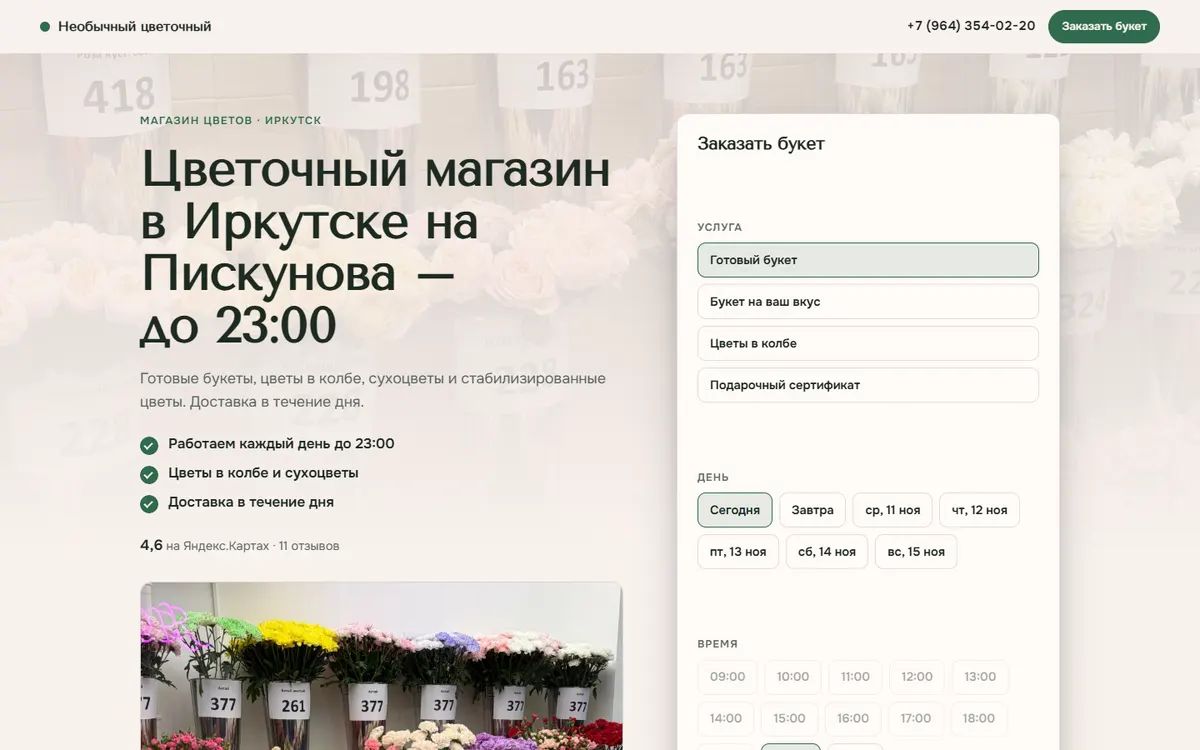 Необычный цветочный
+7 (964) 354-02-20
Заказать букет
418
198
163
163
МАГАЗИН ЦВЕТОВ · ИРКУТСК
Цветочный магазин
в Иркутске на
Пискунова —
до 23:00
Готовые букеты, цветы в колбе, сухоцветы и стабилизированные
цветы. Доставка в течение дня.
Работаем каждый день до 23:00
Цветы в колбе и сухоцветы
Доставка в течение дня
4,6 на Яндекс.Картах · 11 отзывов
377
261
377
377
377
377
Заказать букет
УСЛУГА
Готовый букет
Букет на ваш вкус
Цветы в колбе
Подарочный сертификат
ДЕНЬ
Сегодня
Завтра
ср, 11 ноя
чт, 12 ноя
пт, 13 ноя
сб, 14 ноя
вс, 15 ноя
ВРЕМЯ
09:00
10:00
11:00
12:00
13:00
14:00
15:00
16:00
17:00
18:00